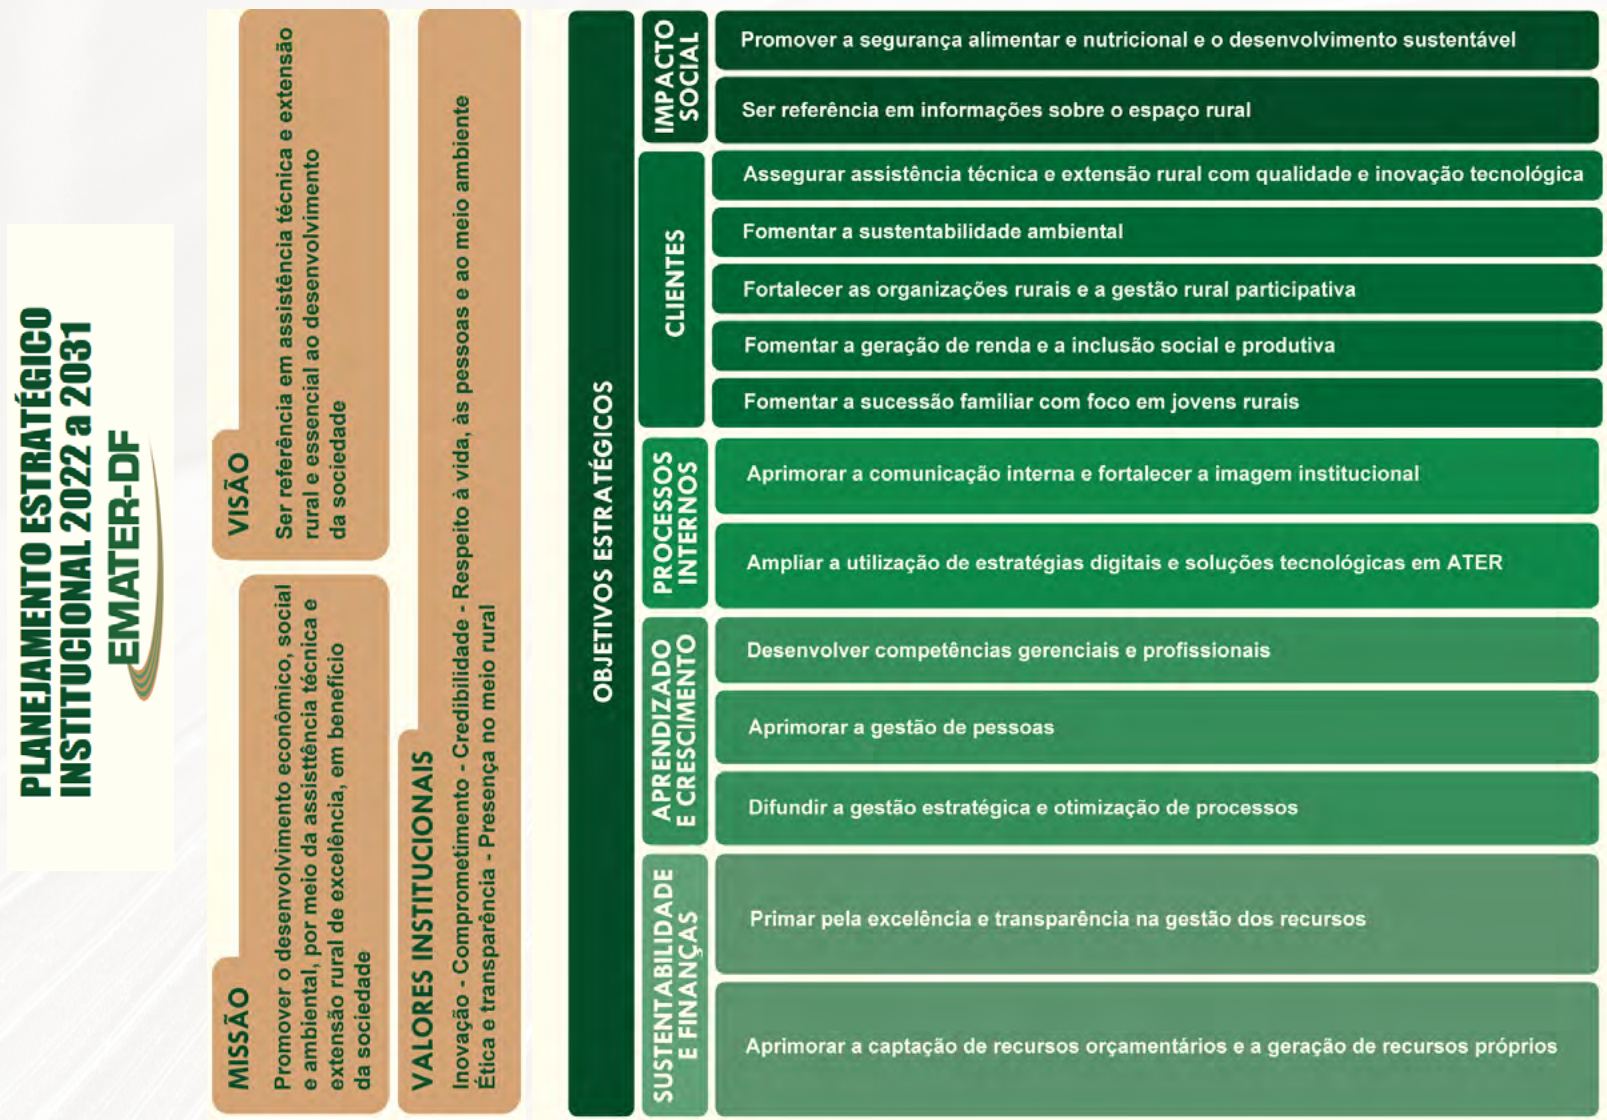 PLANEJAMENTO ESTRATÉGICO
INSTITUCIONAL 2022 a 2031
EMATER-DF
MISSÃO
Promover o desenvolvimento econômico, social
e ambiental, por meio da assisttência técnica e
extensão rural de excelência, em benefício
da sociedade
VISÃO
Ser referência em assistência técnica e extensão
rural e essencial ao desenvolvimento
da sociedade
VALORES INSTITUCIONAIS
Inovação - Comprometimento - Credibilidade - Respeito à vida, às pessoas e ao meio ambiente
Ética e transparência - Presença no meio rural
OBJETIVOS ESTRATÉGICOS
IMPACTO
SOCIAL
Promover a segurança alimentar e nutricional e o desenvolvimento sustentável
Ser referência em informações sobre o espaço rural
CLIENTES
Assegurar assistência técnica e extensão rural com qualidade e inovação tecnológica
Fomentar a sustentabilidade ambiental
Fortalecer as organizações rurais e a gestão rural participativa
Fomentar a geração de renda e a inclusão social e produtiva
Fomentar a sucessão familiar com foco em jovens rurais
PROCESSOS
INTERNOS
Aprimorar a comunicação interna e fortalecer a imagem institucional
Ampliar a utilização de estratégias digitais e soluções tecnológicas em ATER
APRENDIZADO
E CRESCIMENTO
Desenvolver competências gerenciais e profissionais
Aprimorar a gestão de pessoas
Difundir a gestão estratégica e otimização de processos
SUSTENTABILIDADE
E FINANÇAS
Primar pela excelência e transparência na gestão dos recursos
Aprimorar a captação de recursos orçamentários e a geração de recursos próprios